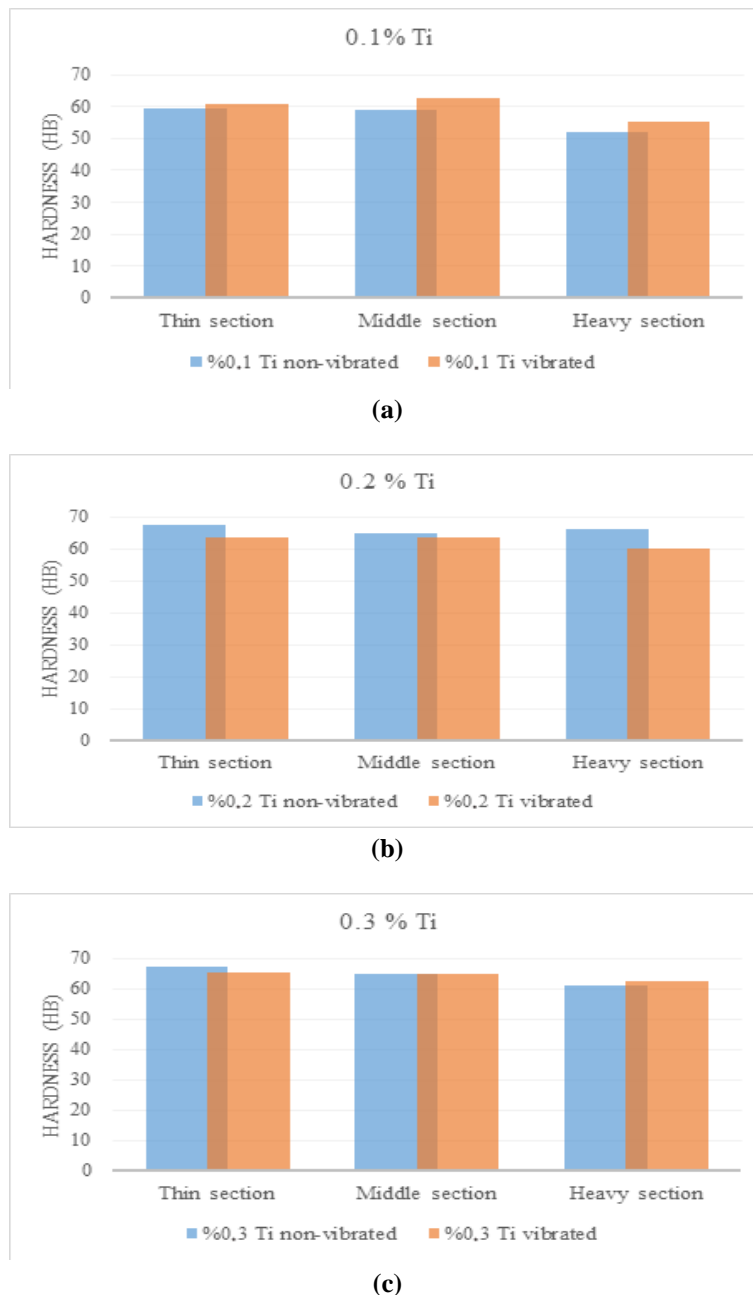 0.1% Ti
HARDNESS (HB)
70
60
50
40
30
20
10
0
Thin section Middle section Heavy section
%0.1 Ti non-vibrated %0.1 Ti vibrated
(a)
0.2 % Ti
HARDNESS (HB)
70
60
50
40
30
20
10
0
Thin section Middle section Heavy section
%0.2 Ti non-vibrated %0.2 Ti vibrated
(b)
0.3 % Ti
HARDNESS (HB)
70
60
50
40
30
20
10
0
Thin section Middle section Heavy section
%0.3 Ti non-vibrated %0.3 Ti vibrated
(c)